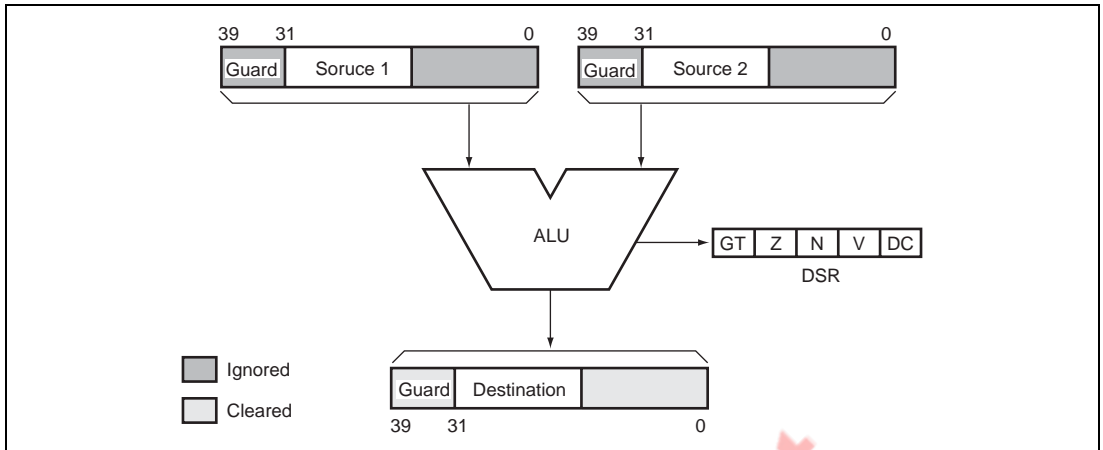 39 31 0 39 31 0
Guard Soruce 1 Guard Source 2
ALU
GT Z N V DC
DSR
Ignored
Cleared
Guard Destination
39 31 0